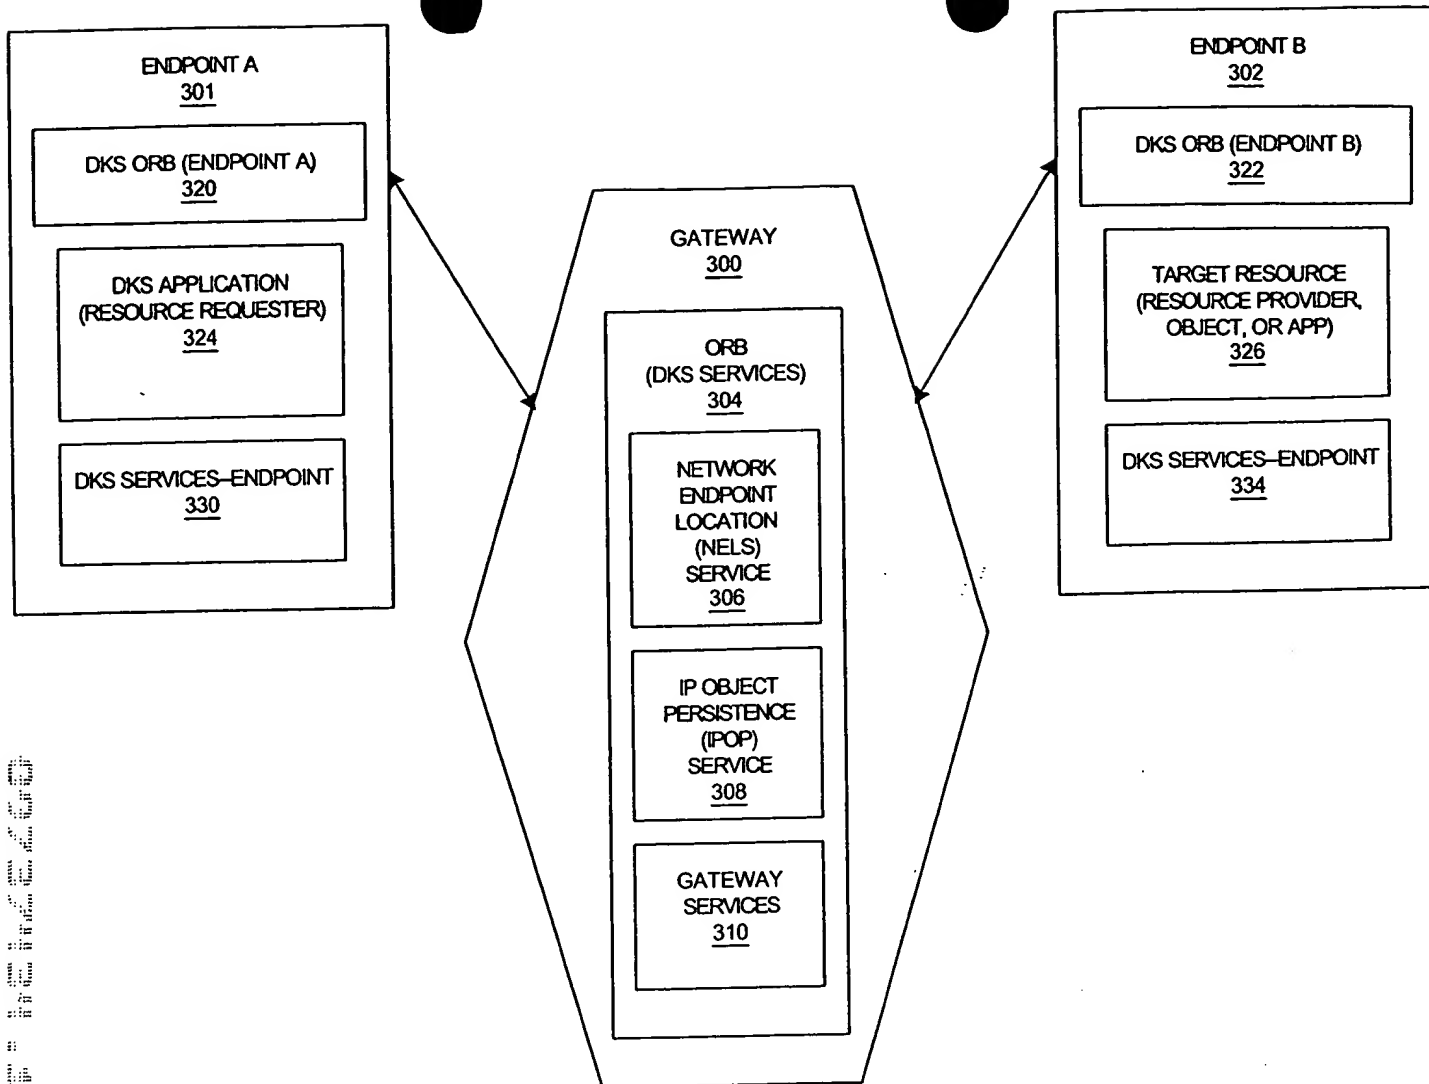 ENDPOINT A
301
DKS ORB (ENDPOINT A)
320
DKS APPLICATION
(RESOURCE REQUESTER)
324
DKS SERVICES–ENDPOINT
330
GATEWAY
300
ORB
(DKS SERVICES)
304
NETWORK
ENDPOINT
LOCATION
(NELS)
SERVICE
306
IP OBJECT
PERSISTENCE
(IPOP)
SERVICE
308
GATEWAY
SERVICES
310
ENDPOINT B
302
DKS ORB (ENDPOINT B)
322
TARGET RESOURCE
(RESOURCE PROVIDER,
OBJECT, OR APP)
326
DKS SERVICES–ENDPOINT
334